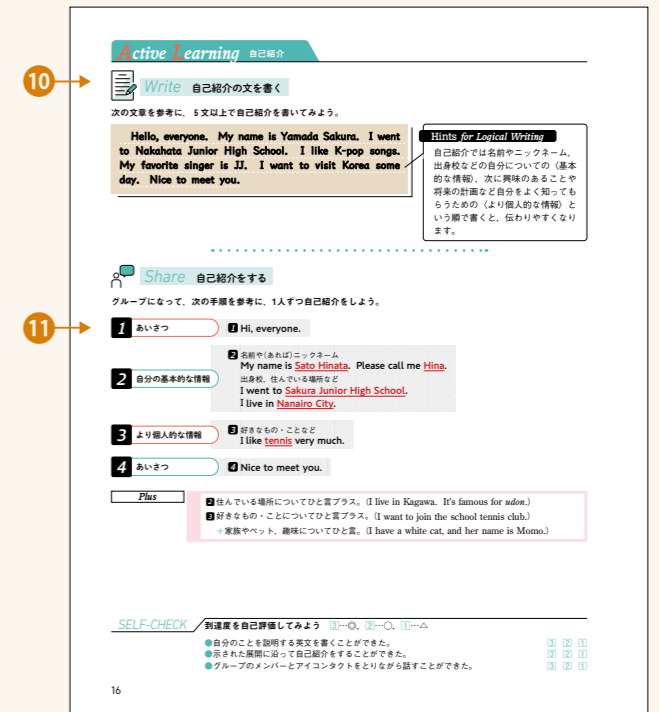 Active Learning 自己紹介
10
Write 自己紹介の文を書く
次の文章を参考に，5文以上で自己紹介を書いてみよう。
Hello, everyone. My name is Yamada Sakura. I went
to Nakahata Junior High School. I like K-pop songs.
My favorite singer is JJ. I want to visit Korea some
day. Nice to meet you.
Hints for Logical Writing
自己紹介では名前やニックネーム，
出身校などの自分についての〈基本
的な情報〉，次に興味のあることや
将来の計画など自分をよく知っても
らうための〈より個人的な情報〉と
いう順で書くと，伝わりやすくなり
ます。
Share 自己紹介をする
グループになって，次の手順を参考に，1人ずつ自己紹介をしよう。
11
1 あいさつ
1 Hi, everyone.
2 自分の基本的な情報
2 名前や(あれば)ニックネーム
My name is Sato Hinata. Please call me Hina.
出身校，住んでいる場所など
I went to Sakura Junior High School.
I live in Nanairo City.
3 より個人的な情報
3 好きなもの・ことなど
I like tennis very much.
4 あいさつ
4 Nice to meet you.
Plus
2 住んでいる場所についてひと言プラス。(I live in Kagawa. It's famous for udon.)
3 好きなもの・ことについてひと言プラス。(I want to join the school tennis club.)
+家族やペット，趣味についてひと言。(I have a white cat, and her name is Momo.)
SELF-CHECK 到達度を自己評価してみよう 3…◎, 2…○, 1…△
●自分のことを説明する英文を書くことができた。 3 2 1
●示された展開に沿って自己紹介をすることができた。 3 2 1
●グループのメンバーとアイコンタクトをとりながら話すことができた。 3 2 1
16